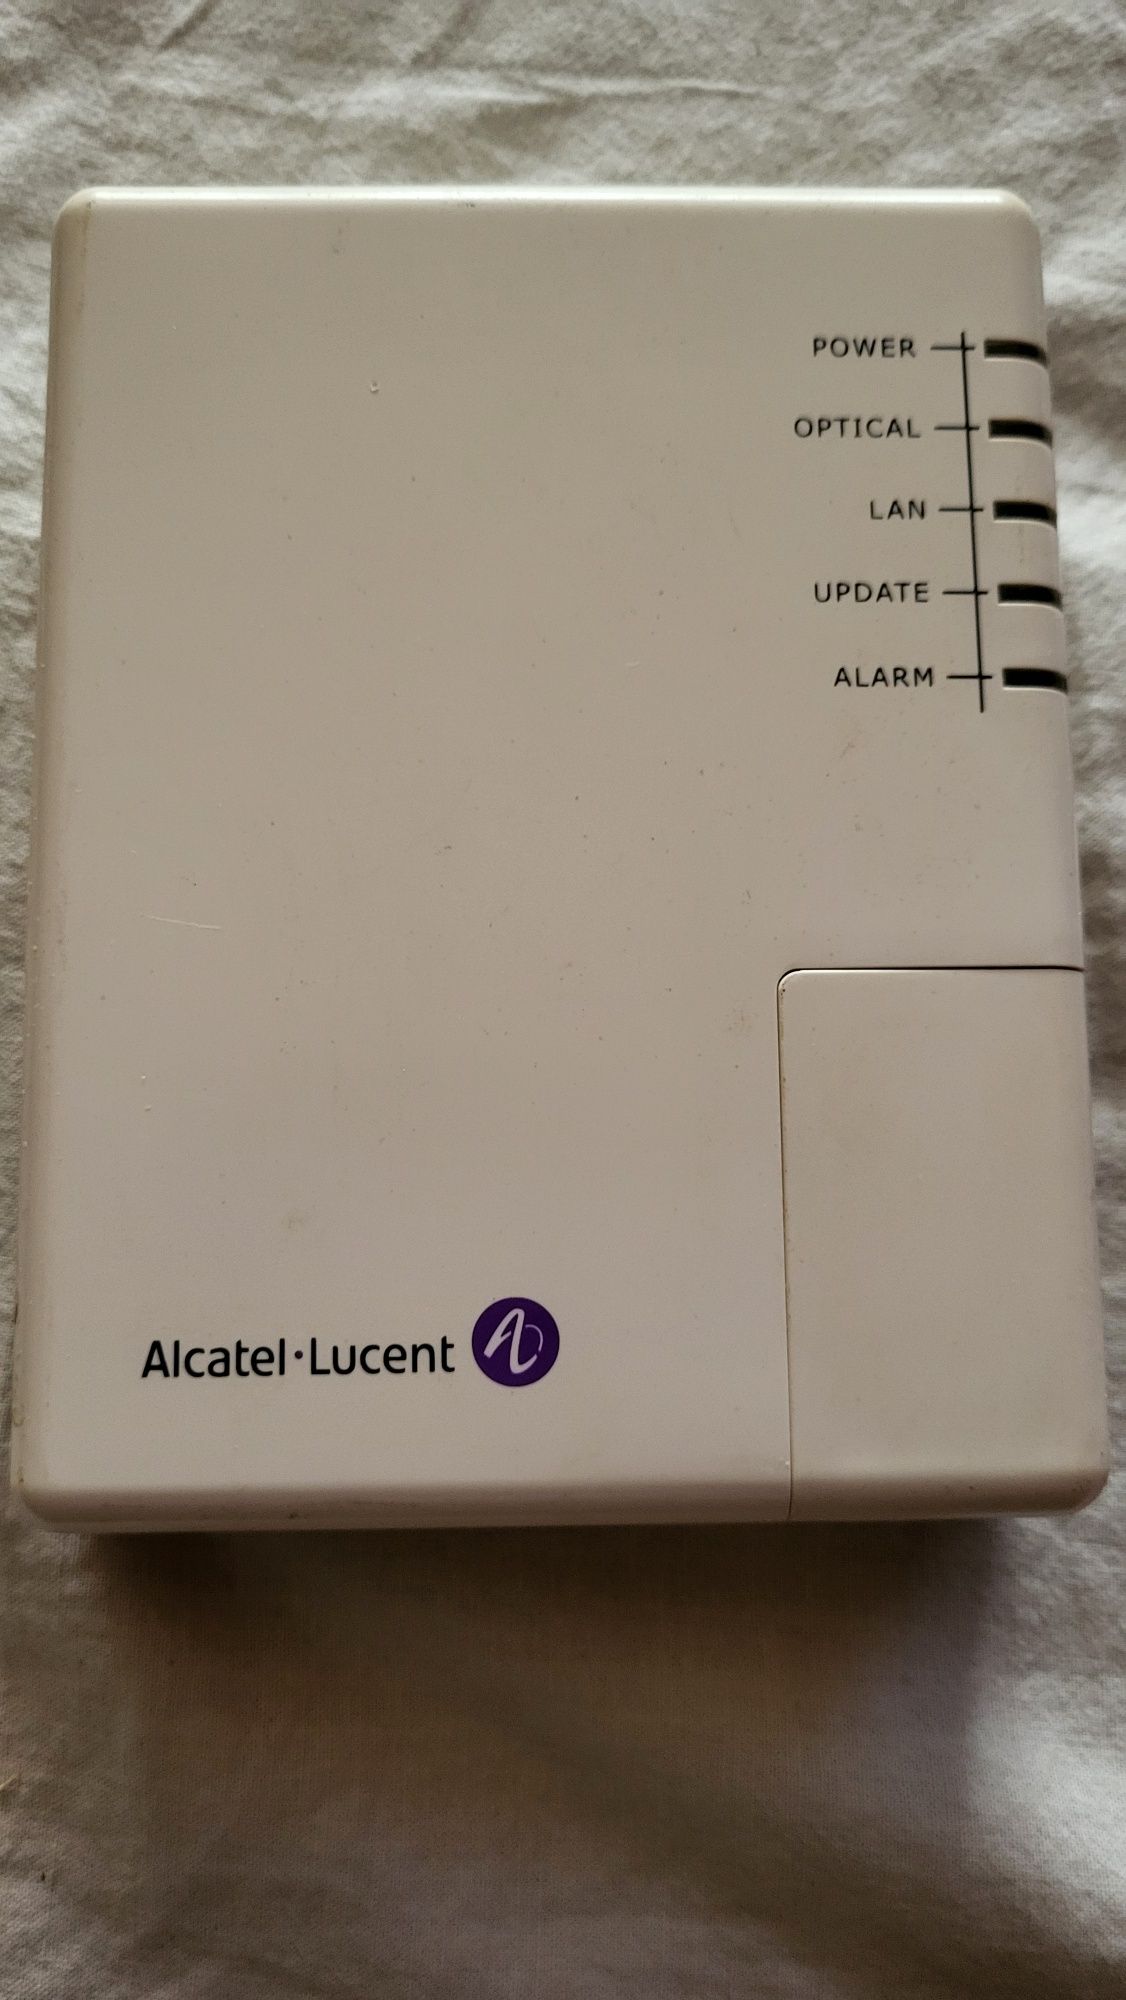 POWER
OPTICAL
LAN
UPDATE
ALARM
Alcatel·Lucent